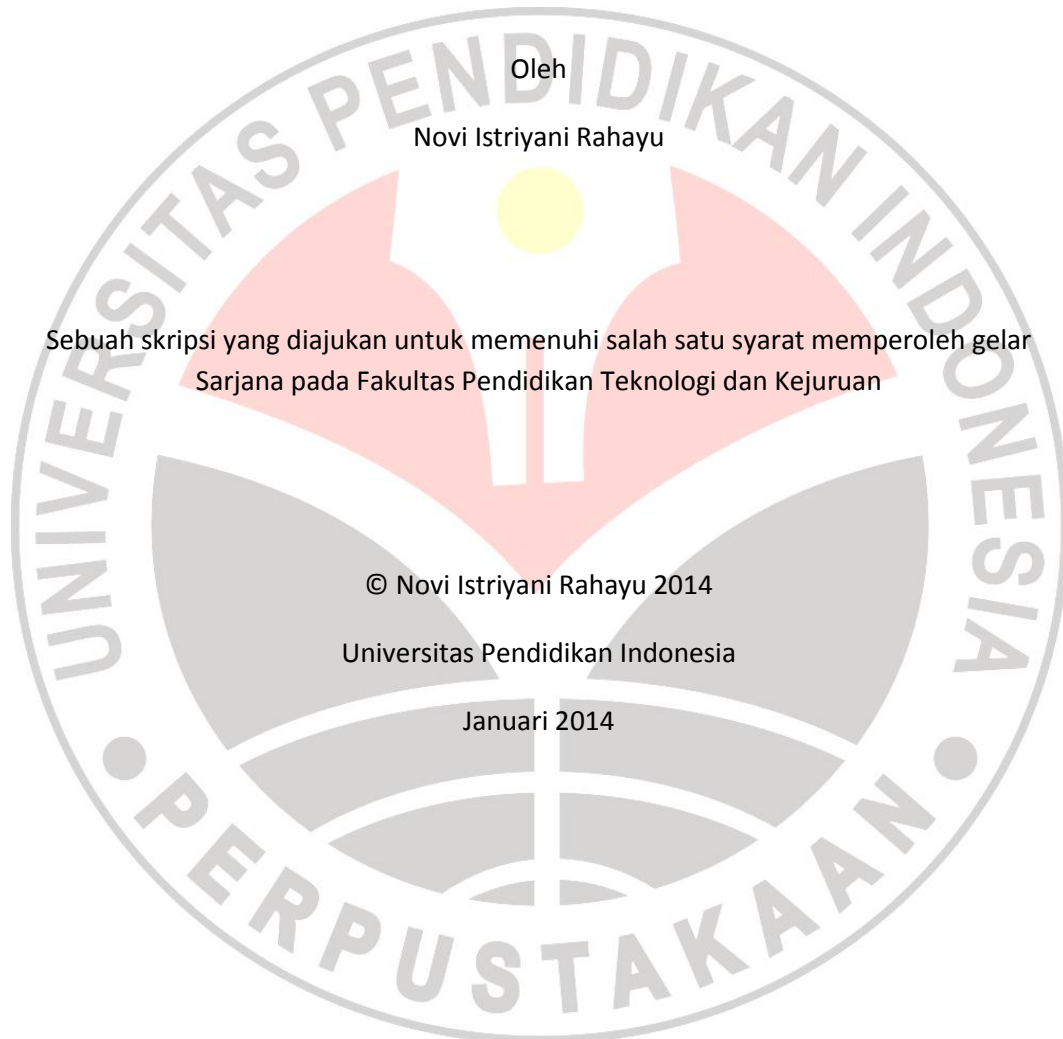 Oleh
Novi Istriyani Rahayu
Sebuah skripsi yang diajukan untuk memenuhi salah satu syarat memperoleh gelar
Sarjana pada Fakultas Pendidikan Teknologi dan Kejuruan
© Novi Istriyani Rahayu 2014
Universitas Pendidikan Indonesia
Januari 2014
UNIVERSITAS PENDIDIKAN INDONESIA
PERPUSTAKAAN